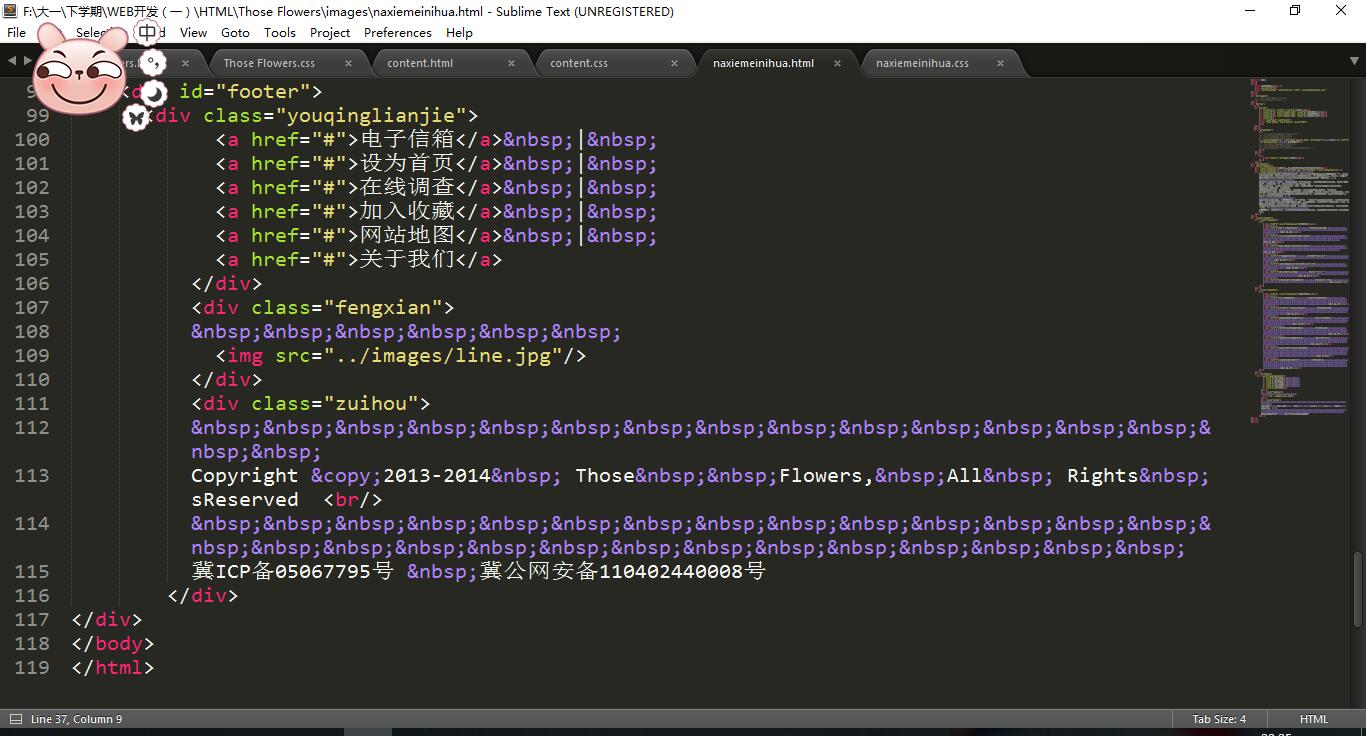 F:\大一\下学期\WEB开发 ( 一 ) \HTML\Those Flowers\images\naxiemeinihua.html - Sublime Text (UNREGISTERED)
File Selec View Goto Tools Project Preferences Help
中
Those Flowers.css × content.html × content.css × naxiemeinihua.html × naxiemeinihua.css ×
id="footer">
99 div class="youqinglianjie">
100 <a href="#">电子信箱</a>&nbsp;|&nbsp;
101 <a href="#">设为首页</a>&nbsp;|&nbsp;
102 <a href="#">在线调查</a>&nbsp;|&nbsp;
103 <a href="#">加入收藏</a>&nbsp;|&nbsp;
104 <a href="#">网站地图</a>&nbsp;|&nbsp;
105 <a href="#">关于我们</a>
106 </div>
107 <div class="fengxian">
108 &nbsp;&nbsp;&nbsp;&nbsp;&nbsp;&nbsp;
109 <img src="../images/line.jpg"/>
110 </div>
111 <div class="zuihou">
112 &nbsp;&nbsp;&nbsp;&nbsp;&nbsp;&nbsp;&nbsp;&nbsp;&nbsp;&nbsp;&nbsp;&nbsp;&nbsp;&nbsp;&
nbsp;&nbsp;
113 Copyright &copy;2013-2014&nbsp; Those&nbsp;&nbsp;Flowers,&nbsp;All&nbsp; Rights&nbsp;
sReserved <br/>
114 &nbsp;&nbsp;&nbsp;&nbsp;&nbsp;&nbsp;&nbsp;&nbsp;&nbsp;&nbsp;&nbsp;&nbsp;&nbsp;&nbsp;&
nbsp;&nbsp;&nbsp;&nbsp;&nbsp;&nbsp;&nbsp;&nbsp;&nbsp;&nbsp;&nbsp;&nbsp;&nbsp;&nbsp;
115 冀ICP备05067795号 &nbsp;冀公网安备110402440008号
116 </div>
117 </div>
118 </body>
119 </html>
Line 37, Column 9 Tab Size: 4 HTML